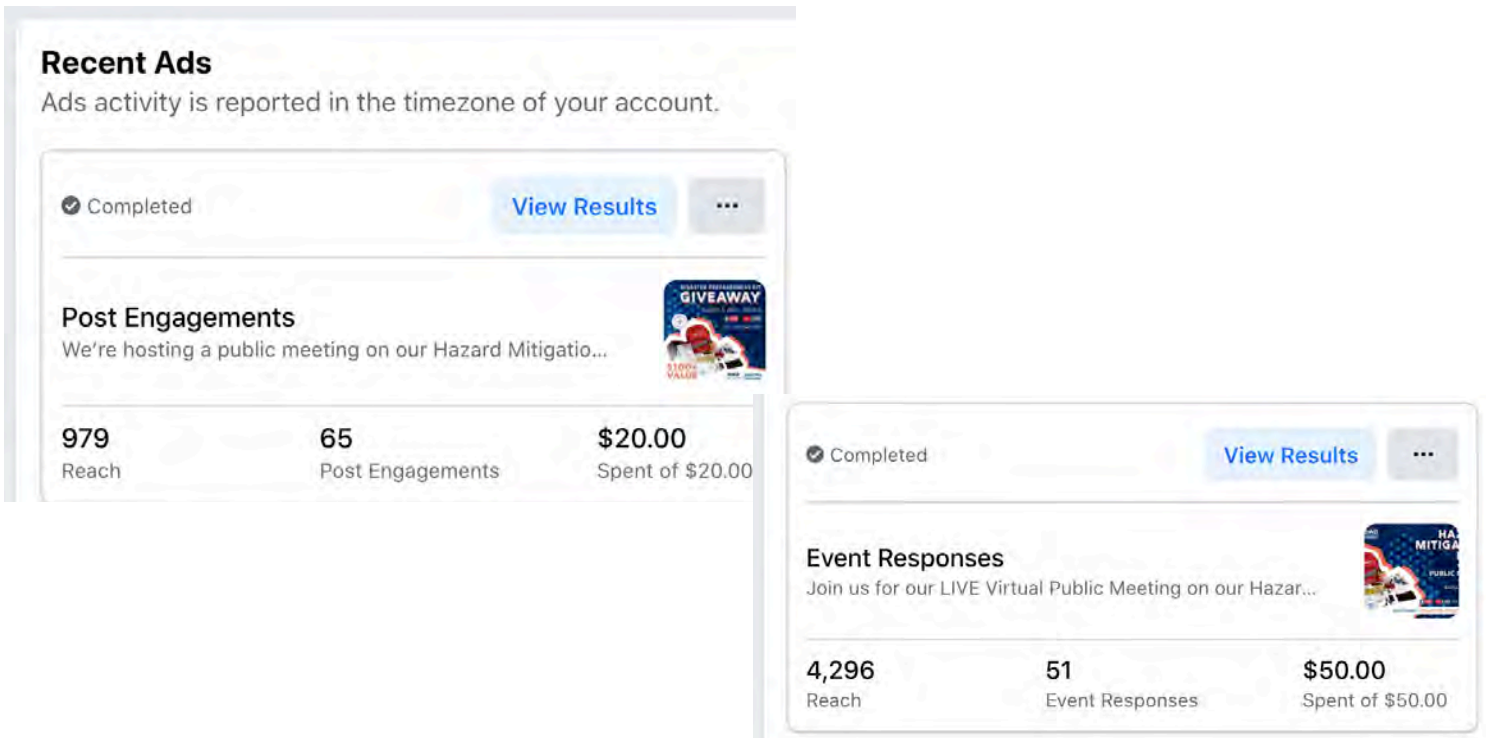 Recent Ads
Ads activity is reported in the timezone of your account.
Completed
View Results
...
Post Engagements
We're hosting a public meeting on our Hazard Mitigatio...
GIVEAWAY
$100+
VALUE
979
65
$20.00
Reach
Post Engagements
Spent of $20.00
Completed
View Results
...
Event Responses
Join us for our LIVE Virtual Public Meeting on our Hazar...
HA
MITIGA
PUBLIC
4,296
51
$50.00
Reach
Event Responses
Spent of $50.00